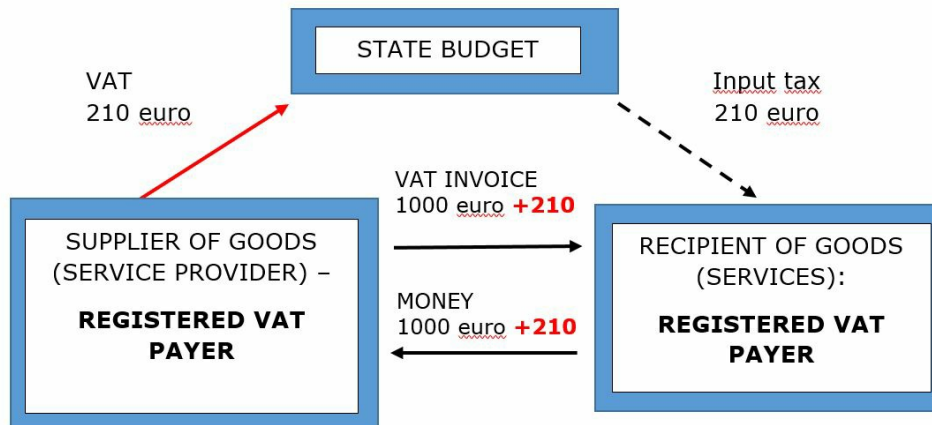 STATE BUDGET
VAT
210 euro
Input tax
210 euro
VAT INVOICE
1000 euro +210
SUPPLIER OF GOODS
(SERVICE PROVIDER) –
REGISTERED VAT
PAYER
MONEY
1000 euro +210
RECIPIENT OF GOODS
(SERVICES):
REGISTERED VAT
PAYER